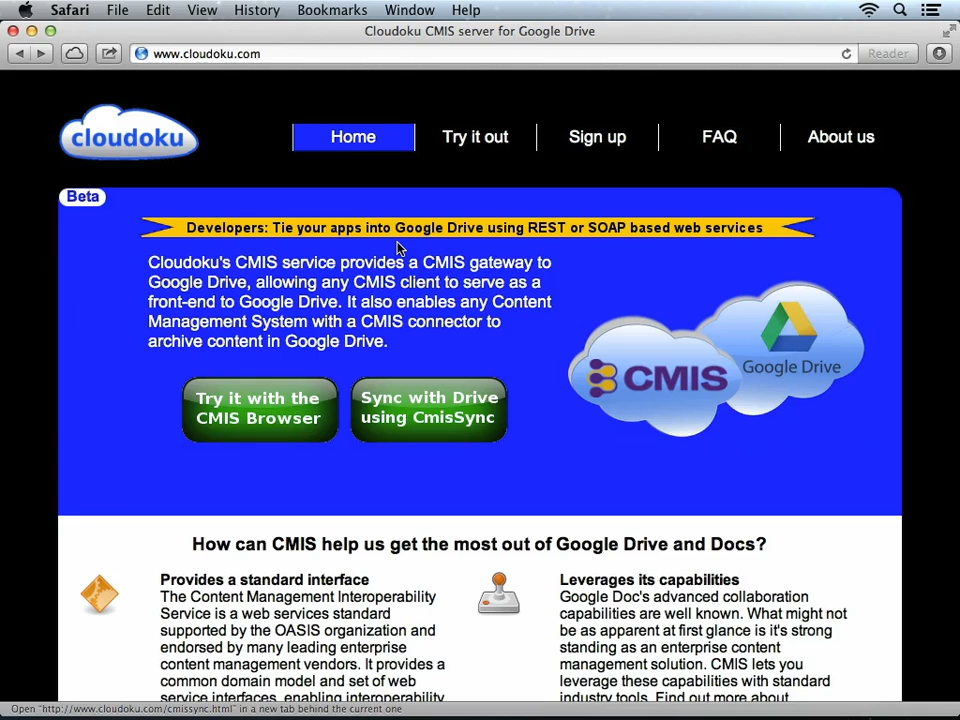 Safari File Edit View History Bookmarks Window Help
Cloudoku CMIS server for Google Drive
www.cloudoku.com
Reader
cloudoku
Home
Try it out
Sign up
FAQ
About us
Beta
Developers: Tie your apps into Google Drive using REST or SOAP based web services
Cloudoku's CMIS service provides a CMIS gateway to
Google Drive, allowing any CMIS client to serve as a
front-end to Google Drive. It also enables any Content
Management System with a CMIS connector to
archive content in Google Drive.
Try it with the
CMIS Browser
Sync with Drive
using CmisSync
CMIS
Google Drive
How can CMIS help us get the most out of Google Drive and Docs?
Provides a standard interface
The Content Management Interoperability
Service is a web services standard
supported by the OASIS organization and
endorsed by many leading enterprise
content management vendors. It provides a
common domain model and set of web
service interfaces, enabling interoperability
Leverages its capabilities
Google Doc's advanced collaboration
capabilities are well known. What might not
be as apparent at first glance is it's strong
standing as an enterprise content
management solution. CMIS lets you
leverage these capabilities with standard
industry tools. Find out more about
Open "http://www.cloudoku.com/cmissync.html" in a new tab behind the current one